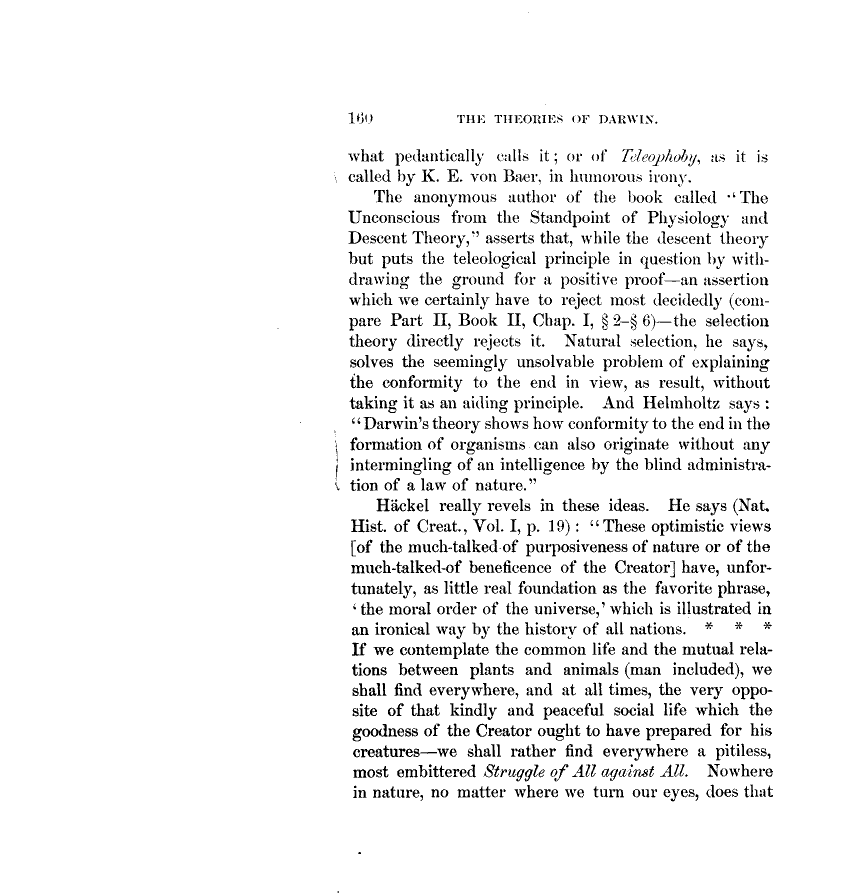 160 THE THEORIES OF DARWIN.
what pedantically calls it; or of Teleophoby, as it is
called by K. E. von Baer, in humorous irony.
The anonymous author of the book called "The
Unconscious from the Standpoint of Physiology and
Descent Theory," asserts that, while the descent theory
but puts the teleological principle in question by with-
drawing the ground for a positive proof—an assertion
which we certainly have to reject most decidedly (com-
pare Part II, Book II, Chap. I, § 2–§ 6)—the selection
theory directly rejects it. Natural selection, he says,
solves the seemingly unsolvable problem of explaining
the conformity to the end in view, as result, without
taking it as an aiding principle. And Helmholtz says:
"Darwin's theory shows how conformity to the end in the
formation of organisms can also originate without any
intermingling of an intelligence by the blind administra-
tion of a law of nature."
Häckel really revels in these ideas. He says (Nat.
Hist. of Creat., Vol. I, p. 19): "These optimistic views
[of the much-talked-of purposiveness of nature or of the
much-talked-of beneficence of the Creator] have, unfor-
tunately, as little real foundation as the favorite phrase,
'the moral order of the universe,' which is illustrated in
an ironical way by the history of all nations. * * *
If we contemplate the common life and the mutual rela-
tions between plants and animals (man included), we
shall find everywhere, and at all times, the very oppo-
site of that kindly and peaceful social life which the
goodness of the Creator ought to have prepared for his
creatures—we shall rather find everywhere a pitiless,
most embittered Struggle of All against All. Nowhere
in nature, no matter where we turn our eyes, does that